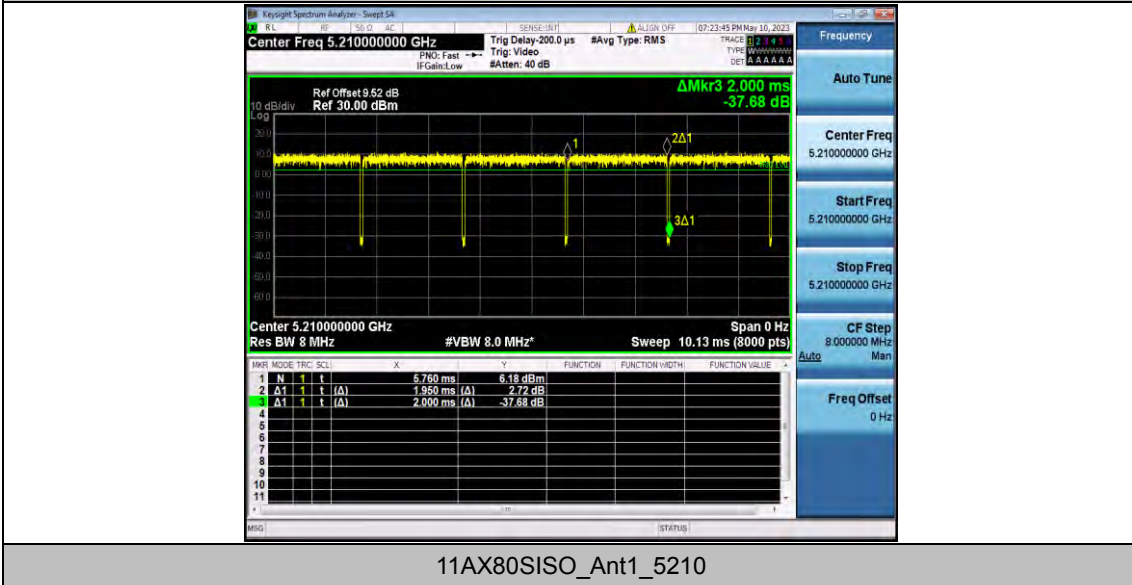 Keysight Spectrum Analyzer - Swept SA
RL RF 50 Ω AC SENSE:INT ALIGN OFF 07:23:45 PM May 10, 2023
Center Freq 5.210000000 GHz
PNO: Fast
IFGain:Low
Trig Delay-200.0 µs
Trig: Video
#Atten: 40 dB
#Avg Type: RMS
TRACE 1 2 3 4 5 6
TYPE
DET A A A A A A
Frequency
Auto Tune
Center Freq
5.210000000 GHz
Start Freq
5.210000000 GHz
Stop Freq
5.210000000 GHz
CF Step
8.000000 MHz
Auto Man
Freq Offset
0 Hz
ΔMkr3 2.000 ms
-37.68 dB
Ref Offset 9.52 dB
10 dB/div Ref 30.00 dBm
Log
20.0
10.0
0.00
-10.0
-20.0
-30.0
-40.0
-50.0
-60.0
1
2Δ1
3Δ1
Center 5.210000000 GHz Span 0 Hz
Res BW 8 MHz #VBW 8.0 MHz* Sweep 10.13 ms (8000 pts)
MKR MODE TRC SCL X Y FUNCTION FUNCTION WIDTH FUNCTION VALUE
1 N 1 t 5.760 ms 6.18 dBm
2 Δ1 1 t (Δ) 1.950 ms (Δ) 2.72 dB
3 Δ1 1 t (Δ) 2.000 ms (Δ) -37.68 dB
4
5
6
7
8
9
10
11
MSG STATUS
11AX80SISO_Ant1_5210